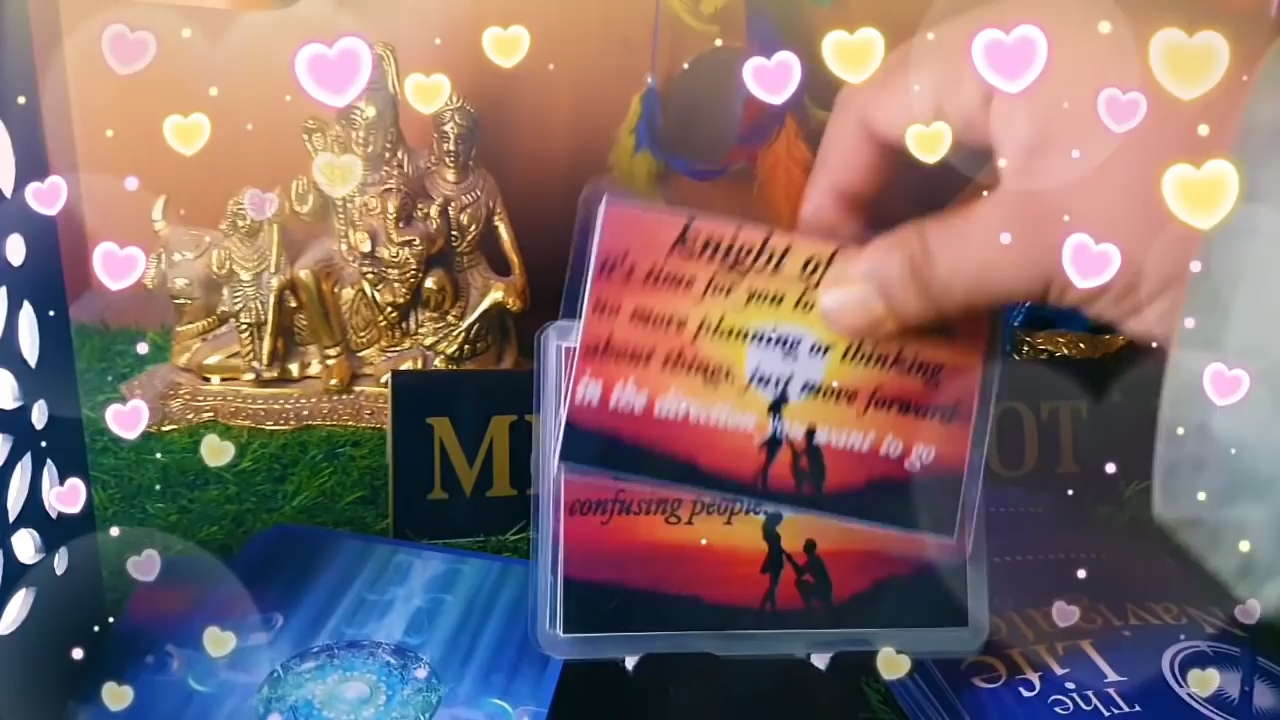 knight of
it's time for you to
no more planning or thinking
about things. Just move forward
in the direction you want to go
confusing people.
M
OT
The
Life
Navigating